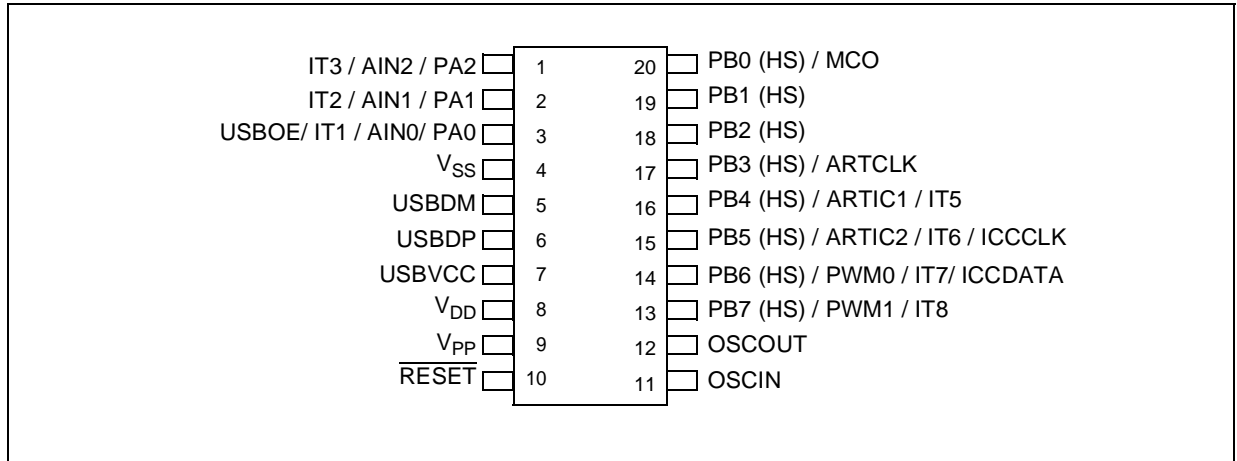 IT3 / AIN2 / PA2 1 20 PB0 (HS) / MCO
IT2 / AIN1 / PA1 2 19 PB1 (HS)
USBOE/ IT1 / AIN0/ PA0 3 18 PB2 (HS)
VSS 4 17 PB3 (HS) / ARTCLK
USBDM 5 16 PB4 (HS) / ARTIC1 / IT5
USBDP 6 15 PB5 (HS) / ARTIC2 / IT6 / ICCCLK
USBVCC 7 14 PB6 (HS) / PWM0 / IT7/ ICCDATA
VDD 8 13 PB7 (HS) / PWM1 / IT8
VPP 9 12 OSCOUT
RESET 10 11 OSCIN